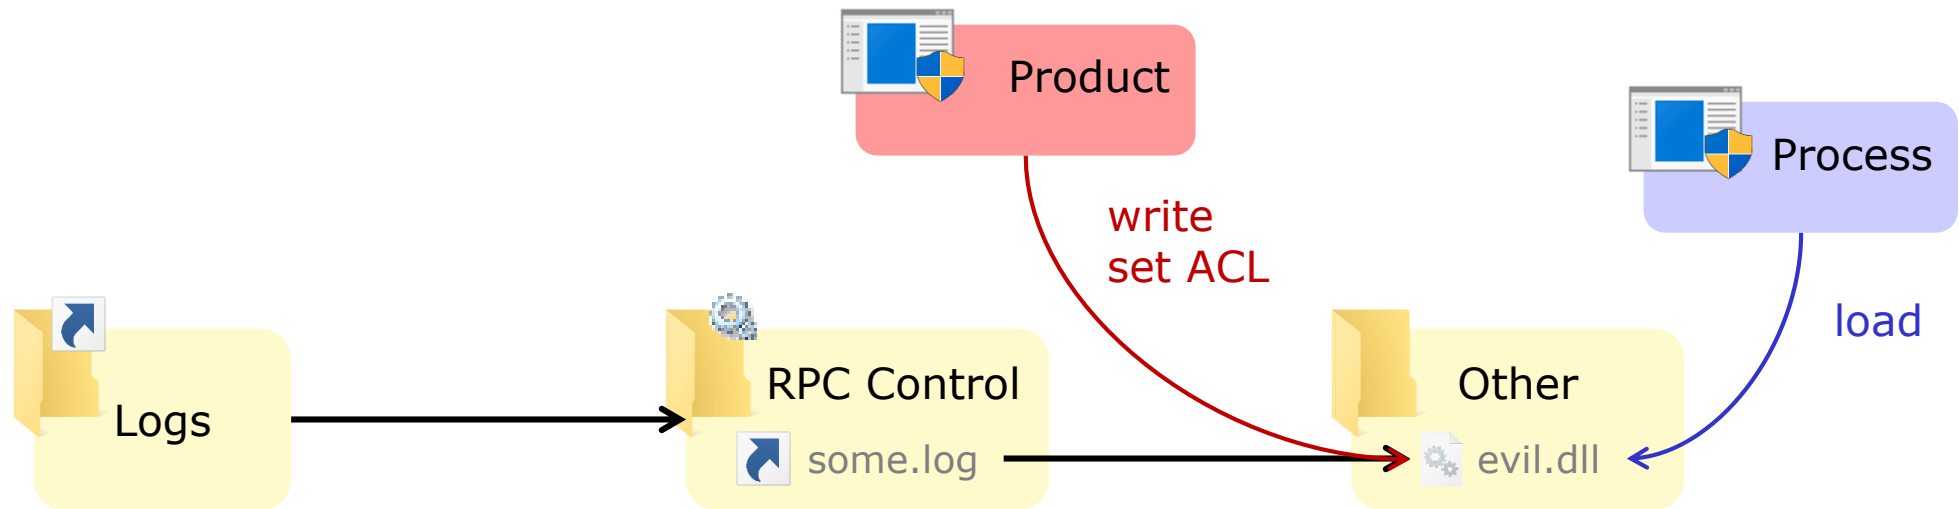 Product
Process
write
set ACL
load
Logs
RPC Control
some.log
Other
evil.dll